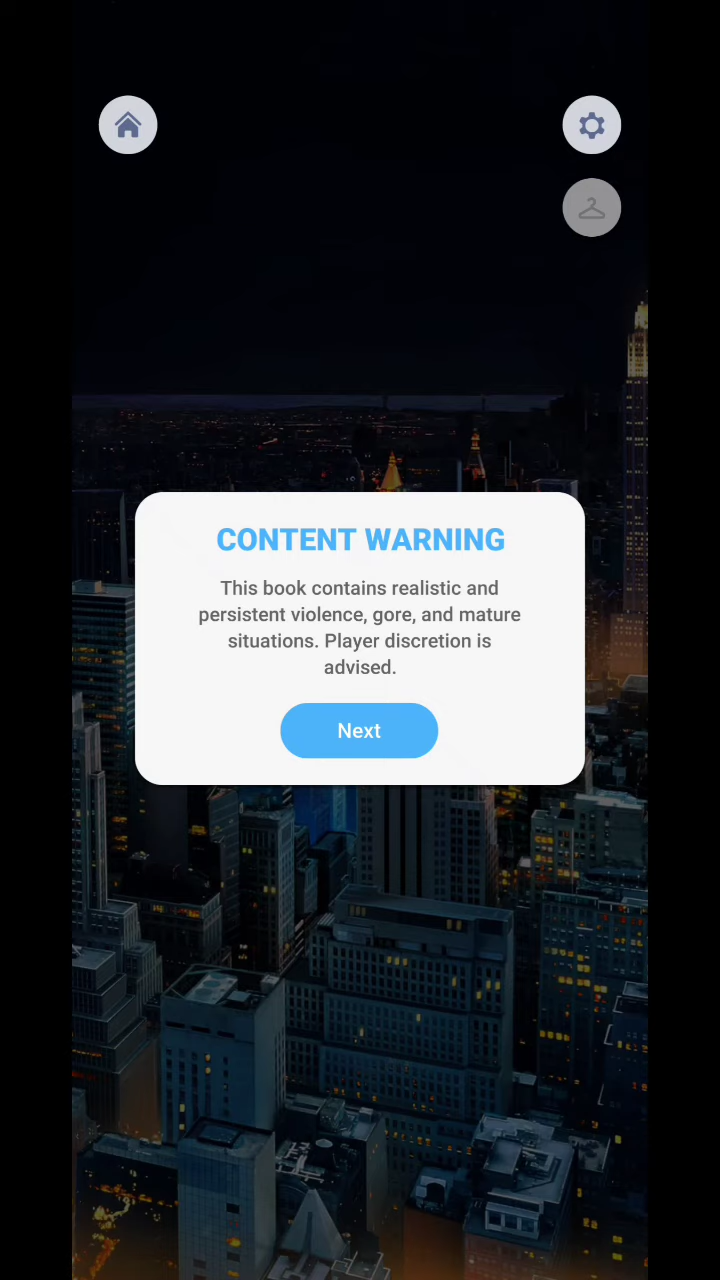 CONTENT WARNING
This book contains realistic and
persistent violence, gore, and mature
situations. Player discretion is
advised.
Next